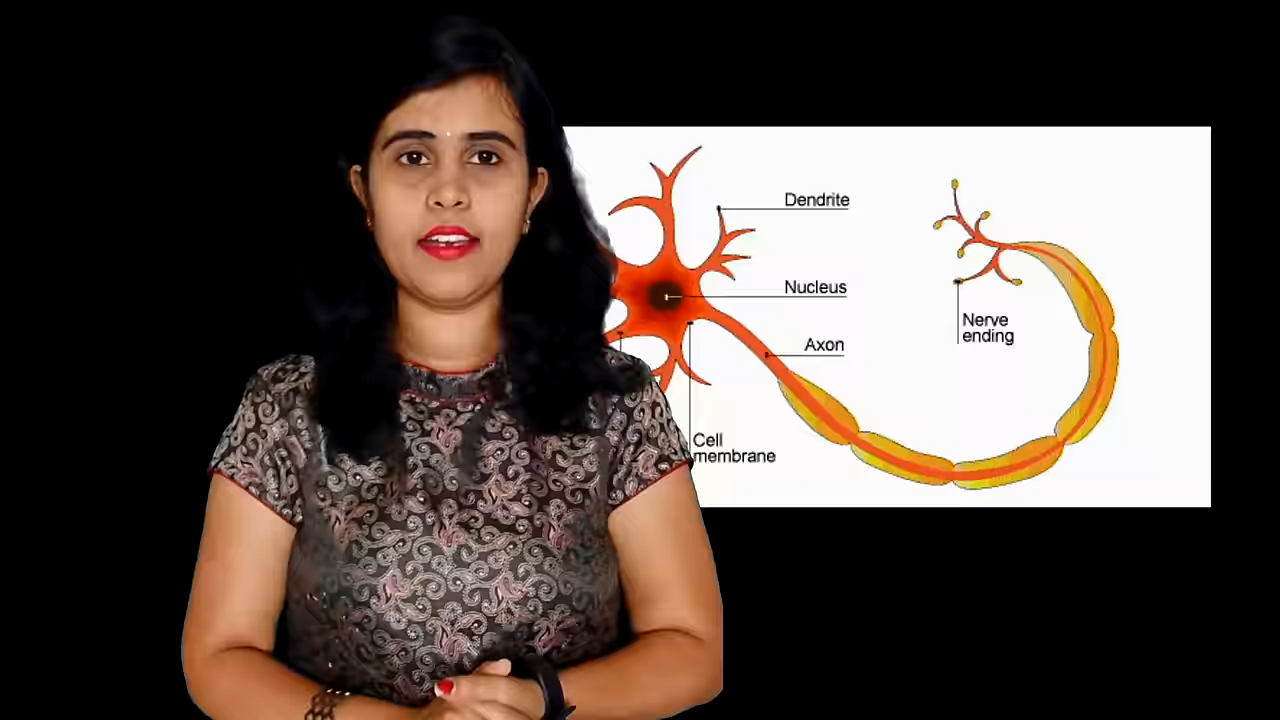 Dendrite
Nucleus
Axon
Nerve
ending
Cell
membrane